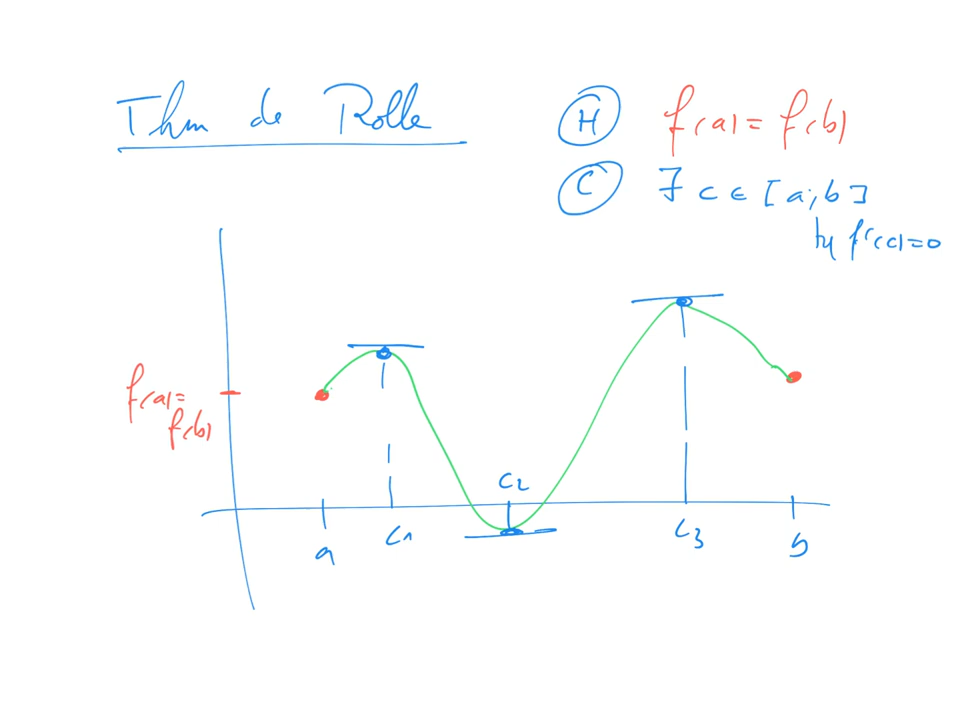 Thm de Rolle
H f(a) = f(b)
C ∃ c ∈ [a;b]
tq f'(c)=0
f(a)=
f(b)
c2
a
c1
c3
b